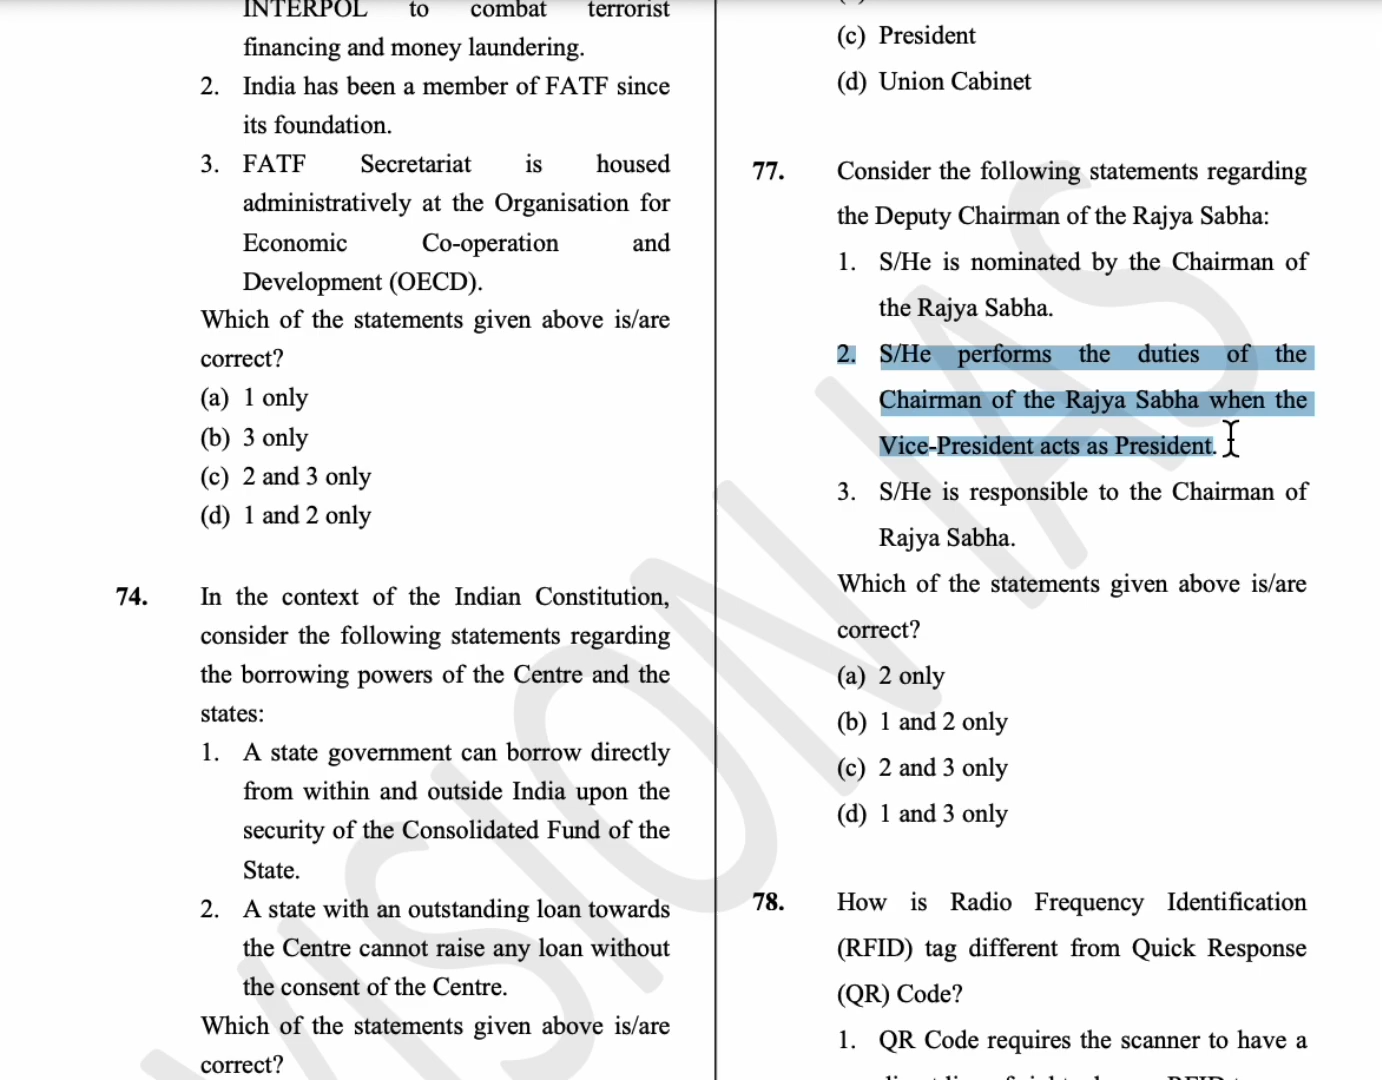 INTERPOL to combat terrorist
financing and money laundering.
2. India has been a member of FATF since
its foundation.
3. FATF Secretariat is housed
administratively at the Organisation for
Economic Co-operation and
Development (OECD).
Which of the statements given above is/are
correct?
(a) 1 only
(b) 3 only
(c) 2 and 3 only
(d) 1 and 2 only
74. In the context of the Indian Constitution,
consider the following statements regarding
the borrowing powers of the Centre and the
states:
1. A state government can borrow directly
from within and outside India upon the
security of the Consolidated Fund of the
State.
2. A state with an outstanding loan towards
the Centre cannot raise any loan without
the consent of the Centre.
Which of the statements given above is/are
correct?
(c) President
(d) Union Cabinet
77. Consider the following statements regarding
the Deputy Chairman of the Rajya Sabha:
1. S/He is nominated by the Chairman of
the Rajya Sabha.
2. S/He performs the duties of the
Chairman of the Rajya Sabha when the
Vice-President acts as President.
3. S/He is responsible to the Chairman of
Rajya Sabha.
Which of the statements given above is/are
correct?
(a) 2 only
(b) 1 and 2 only
(c) 2 and 3 only
(d) 1 and 3 only
78. How is Radio Frequency Identification
(RFID) tag different from Quick Response
(QR) Code?
1. QR Code requires the scanner to have a
VISION IAS